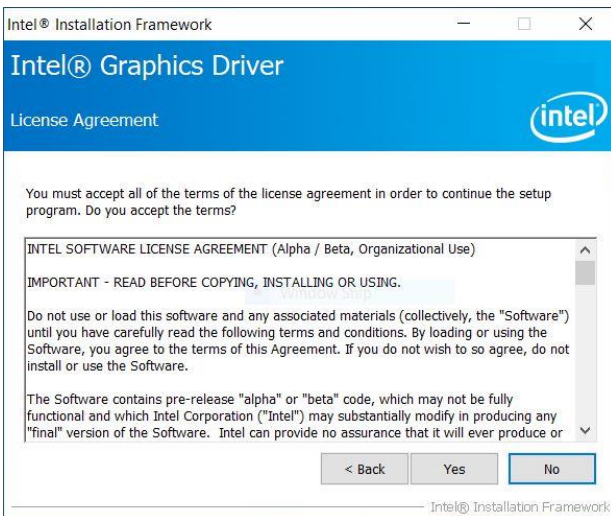 Intel® Installation Framework
Intel® Graphics Driver
License Agreement
intel
You must accept all of the terms of the license agreement in order to continue the setup
program. Do you accept the terms?
INTEL SOFTWARE LICENSE AGREEMENT (Alpha / Beta, Organizational Use)
IMPORTANT - READ BEFORE COPYING, INSTALLING OR USING.
Window Snip
Do not use or load this software and any associated materials (collectively, the "Software")
until you have carefully read the following terms and conditions. By loading or using the
Software, you agree to the terms of this Agreement. If you do not wish to so agree, do not
install or use the Software.
The Software contains pre-release "alpha" or "beta" code, which may not be fully
functional and which Intel Corporation ("Intel") may substantially modify in producing any
"final" version of the Software. Intel can provide no assurance that it will ever produce or
< Back Yes No
Intel® Installation Framework